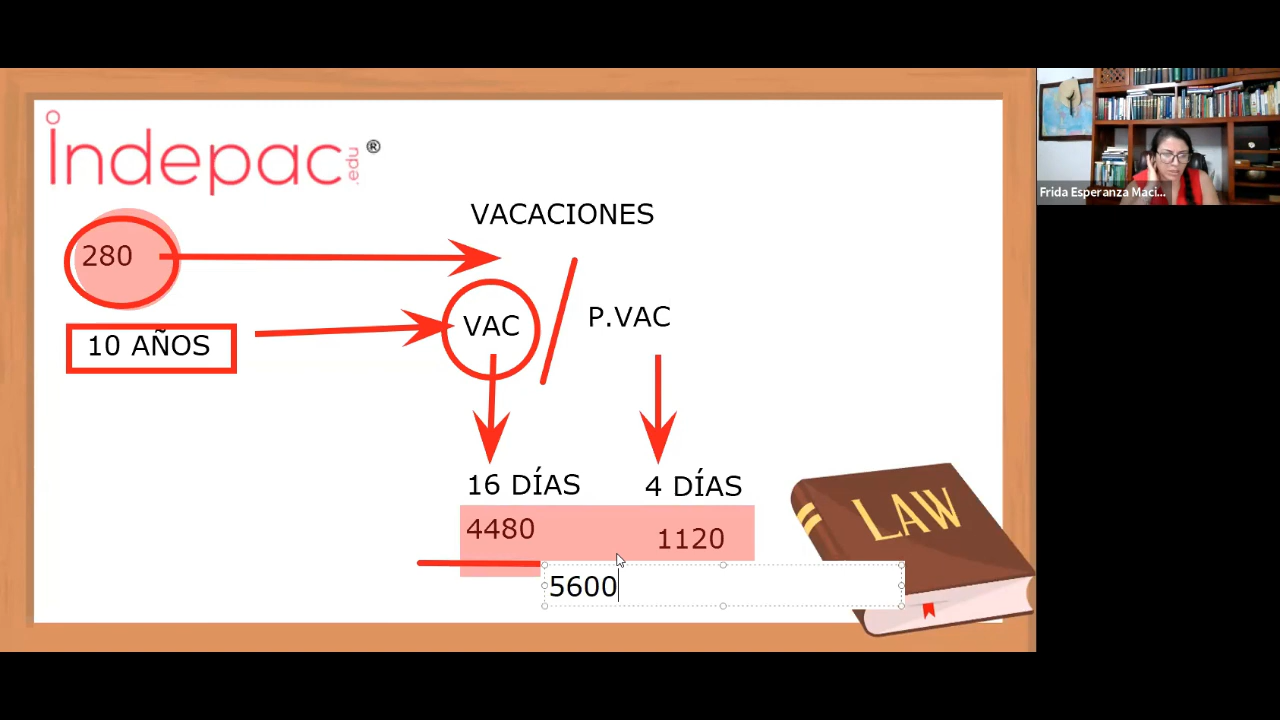 indepac.edu®
VACACIONES
280
VAC
P.VAC
10 AÑOS
16 DÍAS
4 DÍAS
4480
1120
5600
LAW
Frida Esperanza Maci...